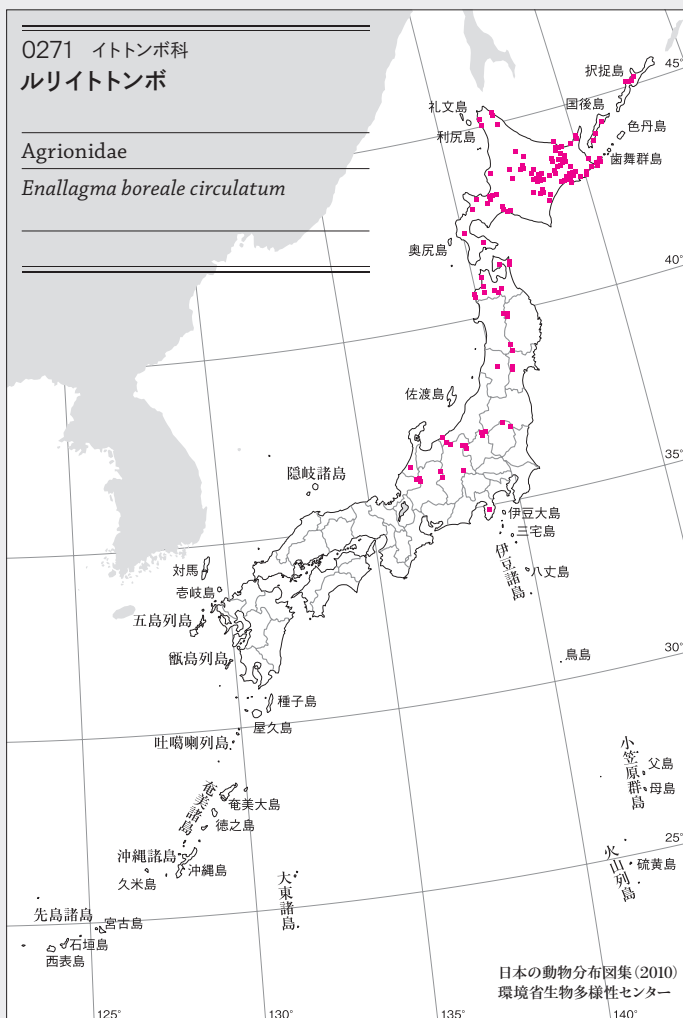 0271 イトトンボ科
ルリイトトンボ
Agrionidae
Enallagma boreale circulatum
45°
択捉島
国後島
礼文島
色丹島
利尻島
歯舞群島
奥尻島
40°
佐渡島
35°
隠岐諸島
伊豆大島
三宅島
伊豆諸島
八丈島
対馬
壱岐島
五島列島
甑島列島
30°
鳥島
種子島
屋久島
吐噶喇列島
小笠原群島
父島
母島
奄美諸島
奄美大島
徳之島
25°
沖縄諸島
沖縄島
久米島
火山列島
硫黄島
大東諸島
先島諸島
宮古島
石垣島
西表島
日本の動物分布図集(2010)
環境省生物多様性センター
125°
130°
135°
140°